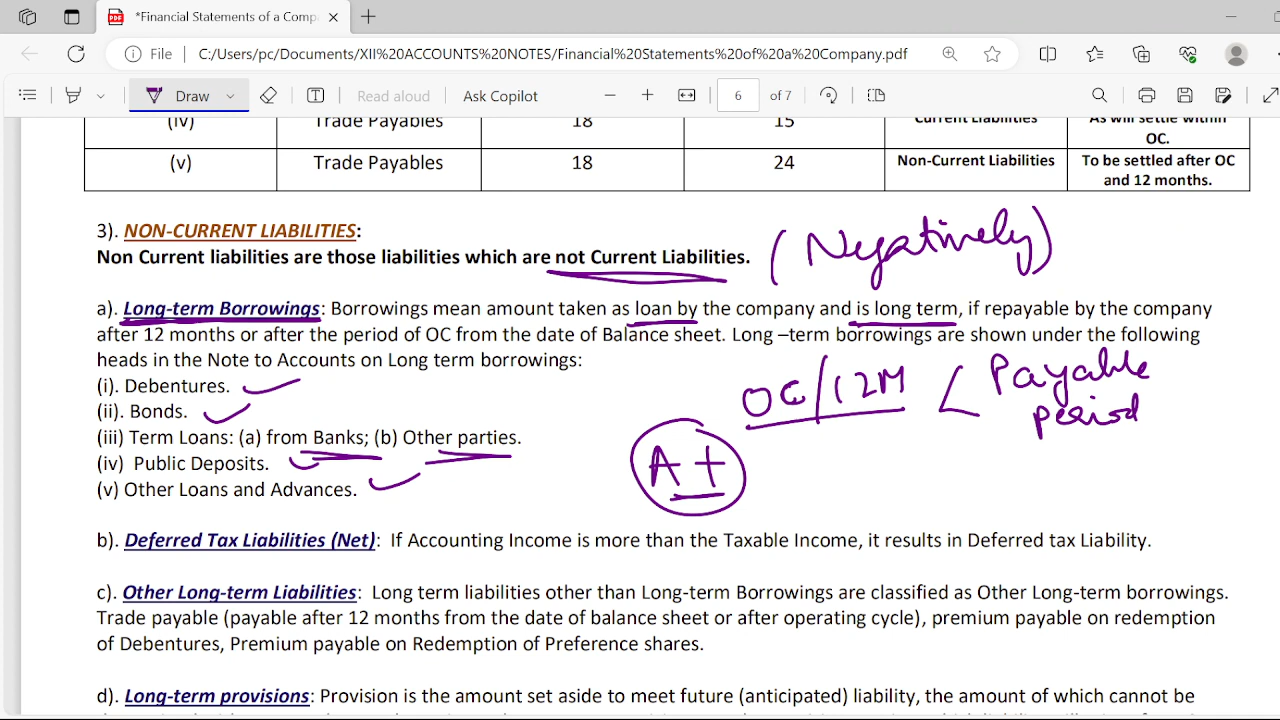 *Financial Statements of a Comp
File
C:/Users/pc/Documents/XII%20ACCOUNTS%20NOTES/Financial%20Statements%20of%20a%20Company.pdf
Draw
Read aloud
Ask Copilot
6 of 7
(iv) Trade Payables 18 15 Current Liabilities As will settle within
OC.
(v) Trade Payables 18 24 Non-Current Liabilities To be settled after OC
and 12 months.
3). NON-CURRENT LIABILITIES:
(Negatively)
Non Current liabilities are those liabilities which are not Current Liabilities.
a). Long-term Borrowings: Borrowings mean amount taken as loan by the company and is long term, if repayable by the company
after 12 months or after the period of OC from the date of Balance sheet. Long –term borrowings are shown under the following
heads in the Note to Accounts on Long term borrowings:
OC/12M < Payable
period
(i). Debentures.
(ii). Bonds.
(iii) Term Loans: (a) from Banks; (b) Other parties.
A+
(iv) Public Deposits.
(v) Other Loans and Advances.
b). Deferred Tax Liabilities (Net): If Accounting Income is more than the Taxable Income, it results in Deferred tax Liability.
c). Other Long-term Liabilities: Long term liabilities other than Long-term Borrowings are classified as Other Long-term borrowings.
Trade payable (payable after 12 months from the date of balance sheet or after operating cycle), premium payable on redemption
of Debentures, Premium payable on Redemption of Preference shares.
d). Long-term provisions: Provision is the amount set aside to meet future (anticipated) liability, the amount of which cannot be